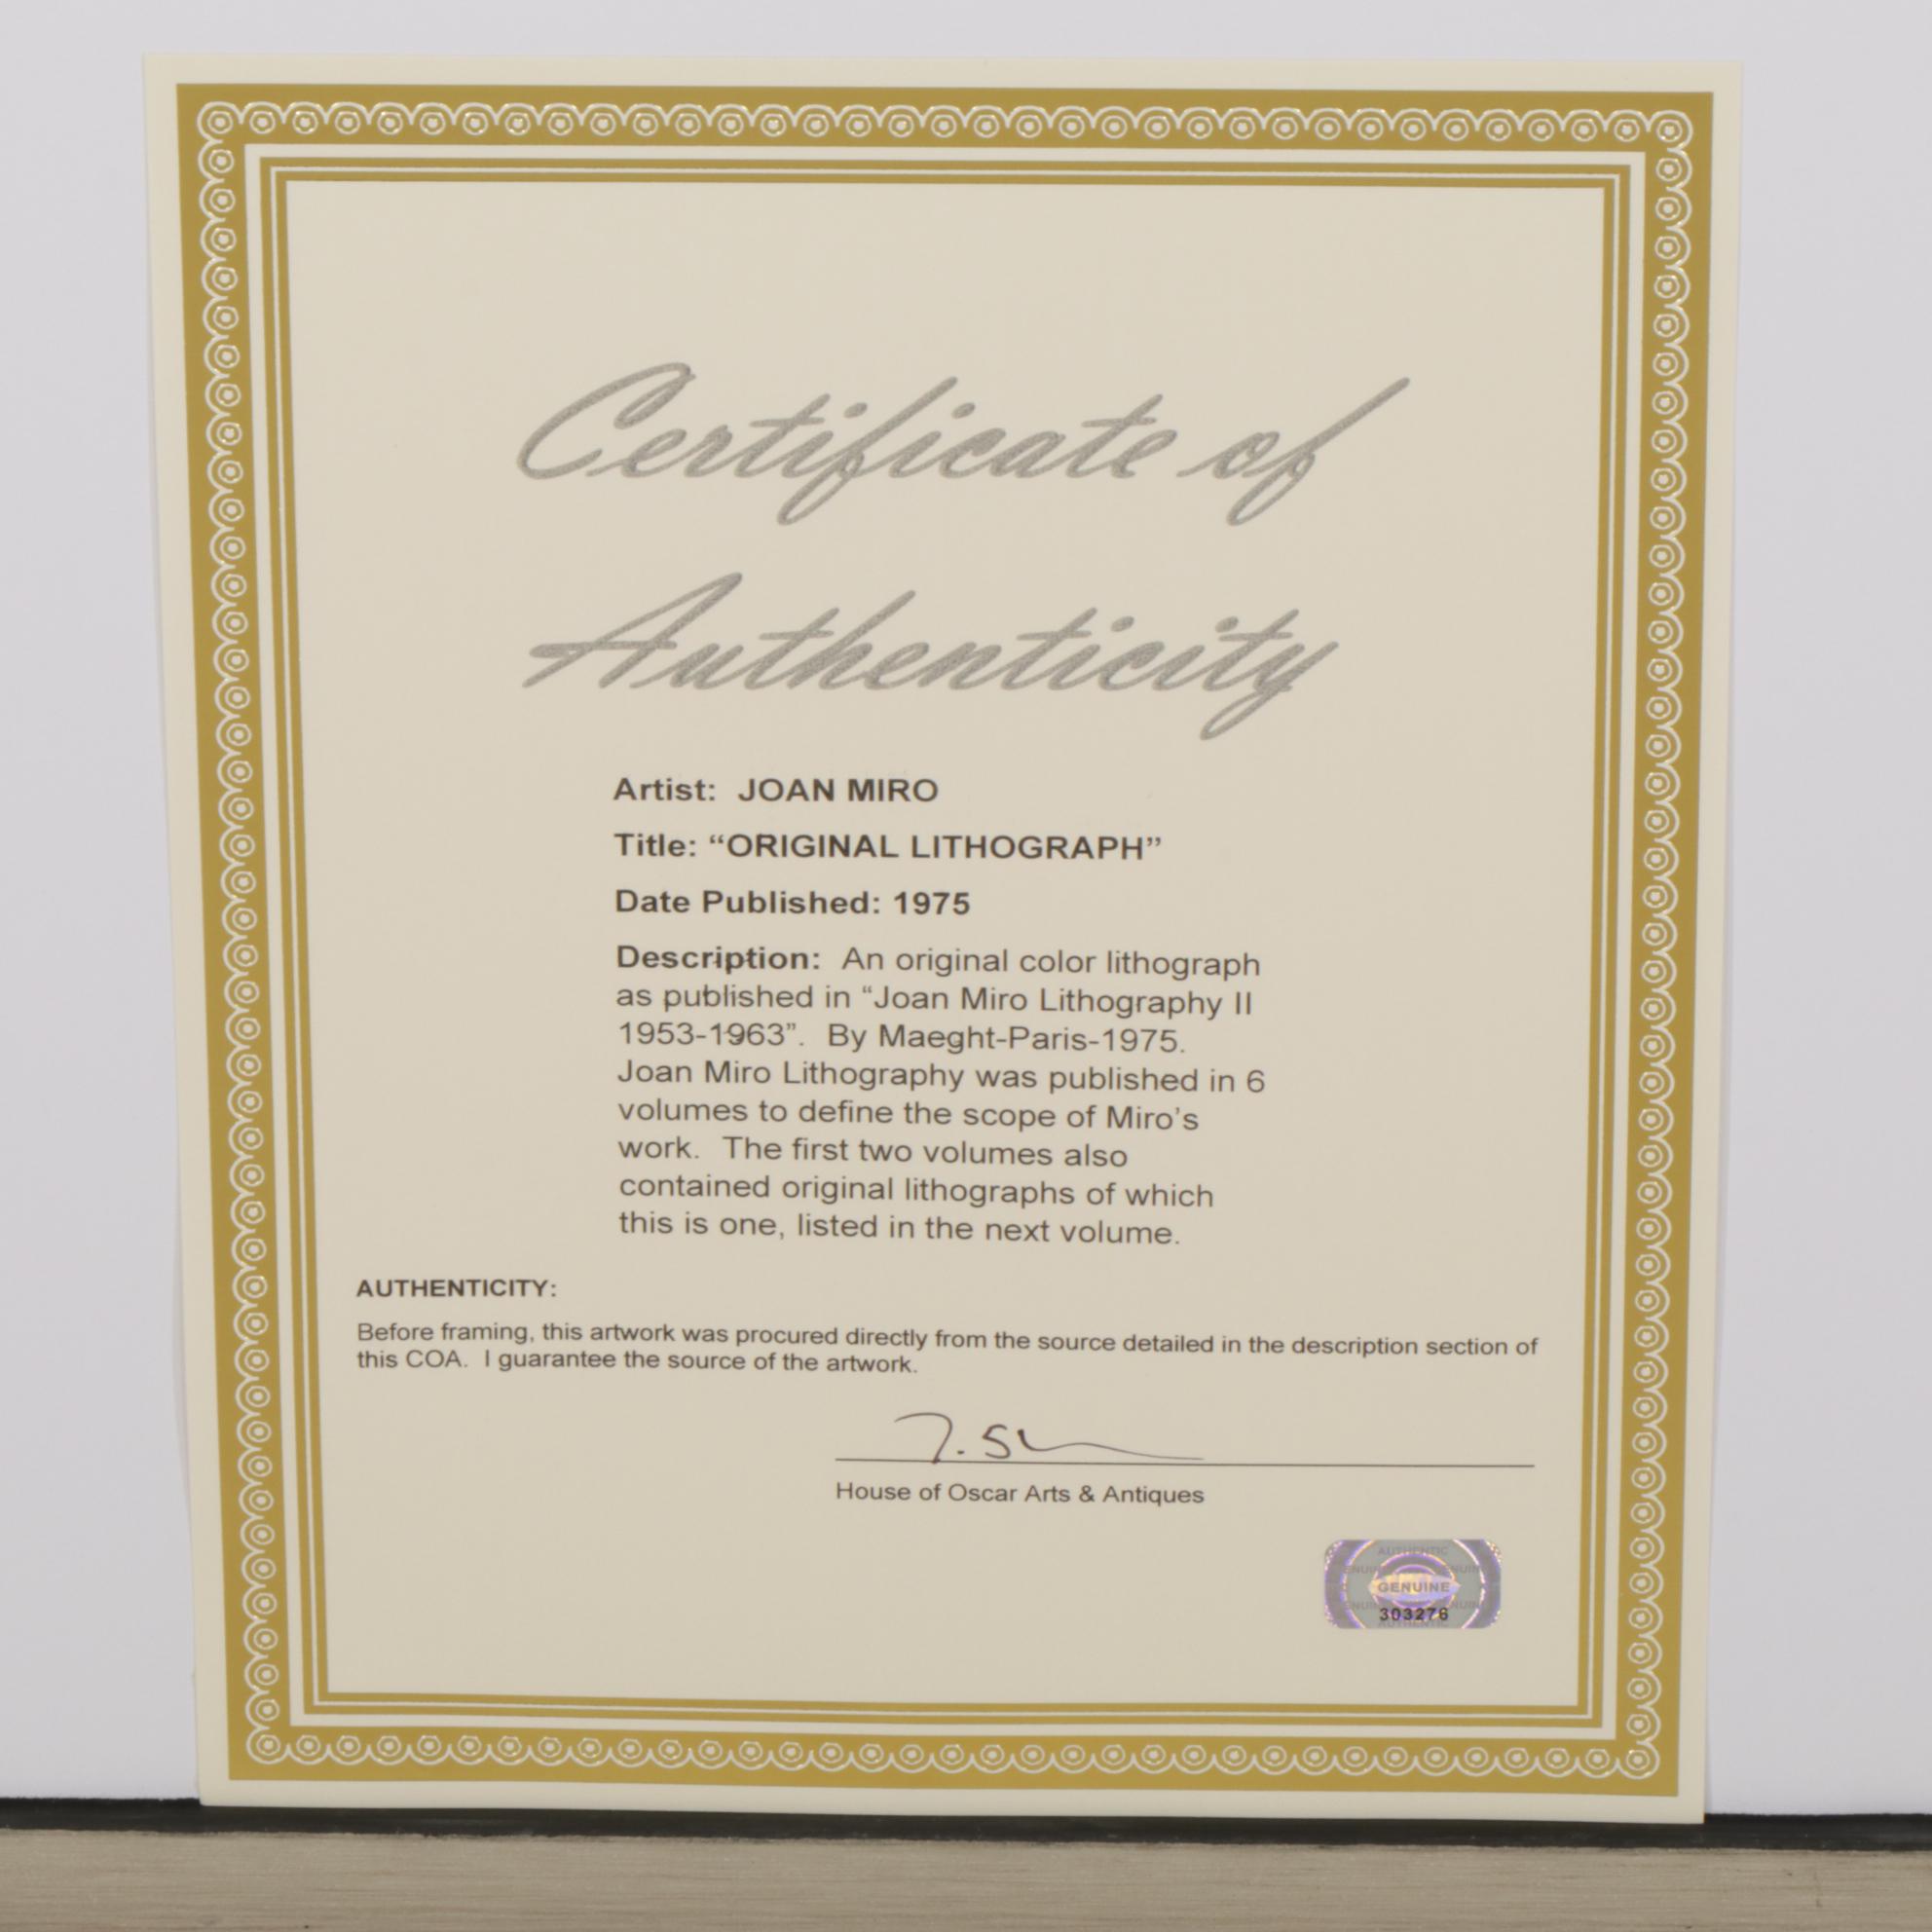 Certificate of
Authenticity
Artist: JOAN MIRO
Title: “ORIGINAL LITHOGRAPH”
Date Published: 1975
Description: An original color lithograph
as published in “Joan Miro Lithography II
1953-1963”. By Maeght-Paris-1975.
Joan Miro Lithography was published in 6
volumes to define the scope of Miro’s
work. The first two volumes also
contained original lithographs of which
this is one, listed in the next volume.
AUTHENTICITY:
Before framing, this artwork was procured directly from the source detailed in the description section of
this COA. I guarantee the source of the artwork.
House of Oscar Arts & Antiques
AUTHENTIC
GENUINE
303276
AUTHENTIC